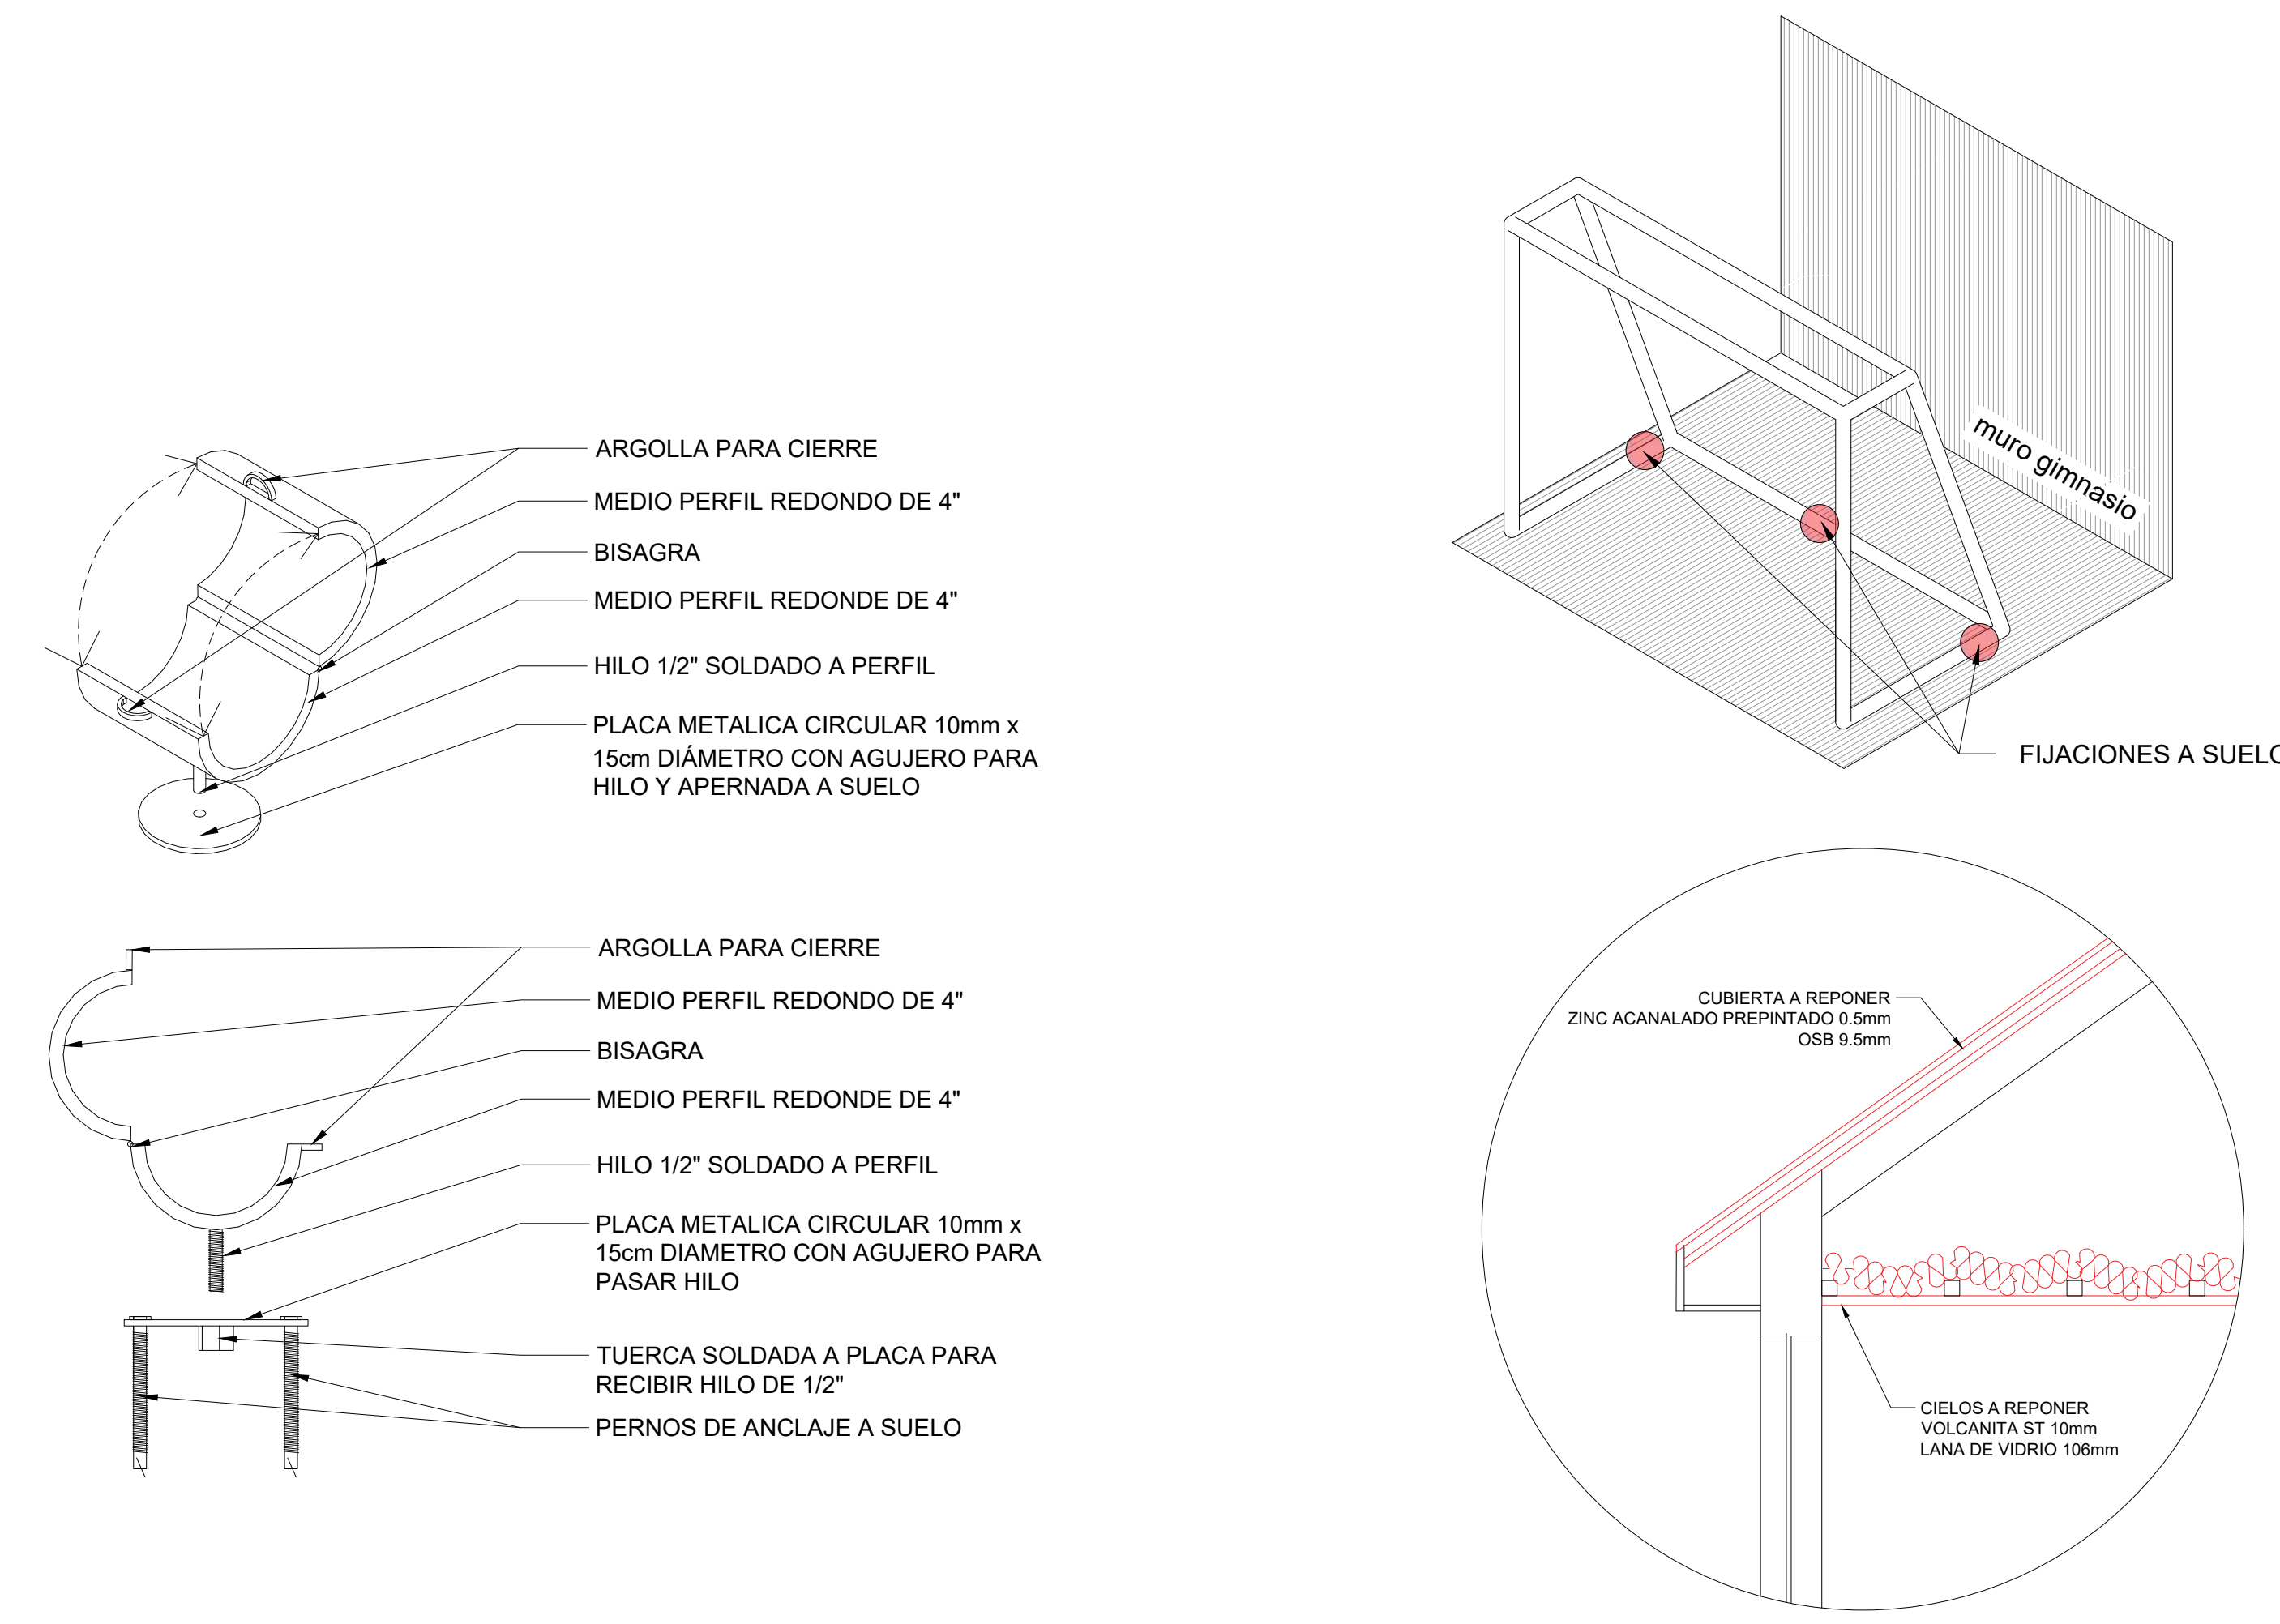 ARGOLLA PARA CIERRE
MEDIO PERFIL REDONDO DE 4"
BISAGRA
MEDIO PERFIL REDONDE DE 4"
HILO 1/2" SOLDADO A PERFIL
PLACA METALICA CIRCULAR 10mm x
15cm DIÁMETRO CON AGUJERO PARA
HILO Y APERNADA A SUELO
muro gimnasio
FIJACIONES A SUELO
ARGOLLA PARA CIERRE
MEDIO PERFIL REDONDO DE 4"
BISAGRA
MEDIO PERFIL REDONDE DE 4"
HILO 1/2" SOLDADO A PERFIL
PLACA METALICA CIRCULAR 10mm x
15cm DIAMETRO CON AGUJERO PARA
PASAR HILO
TUERCA SOLDADA A PLACA PARA
RECIBIR HILO DE 1/2"
PERNOS DE ANCLAJE A SUELO
CUBIERTA A REPONER
ZINC ACANALADO PREPINTADO 0.5mm
OSB 9.5mm
CIELOS A REPONER
VOLCANITA ST 10mm
LANA DE VIDRIO 106mm